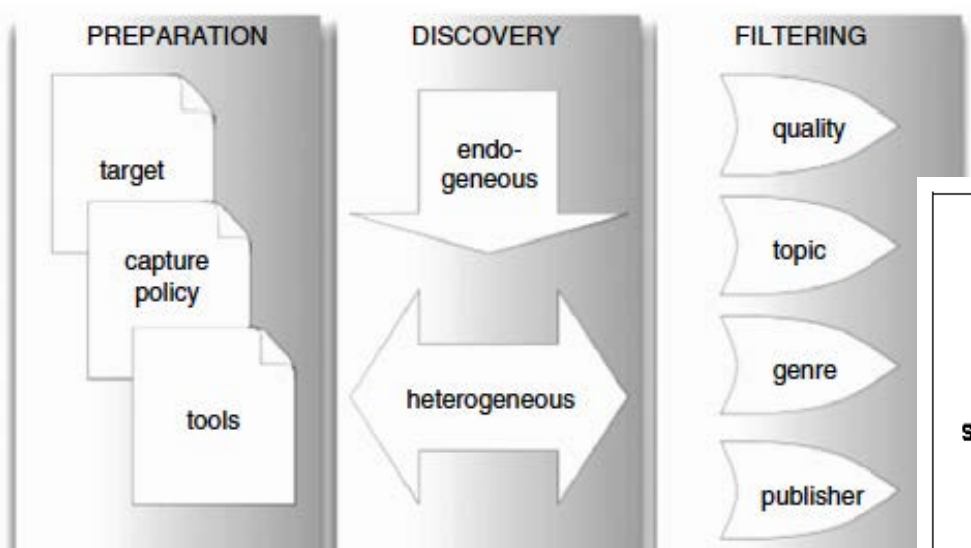 PREPARATION
target
capture
policy
tools
DISCOVERY
endo-
geneous
heterogeneous
FILTERING
quality
topic
genre
publisher
s